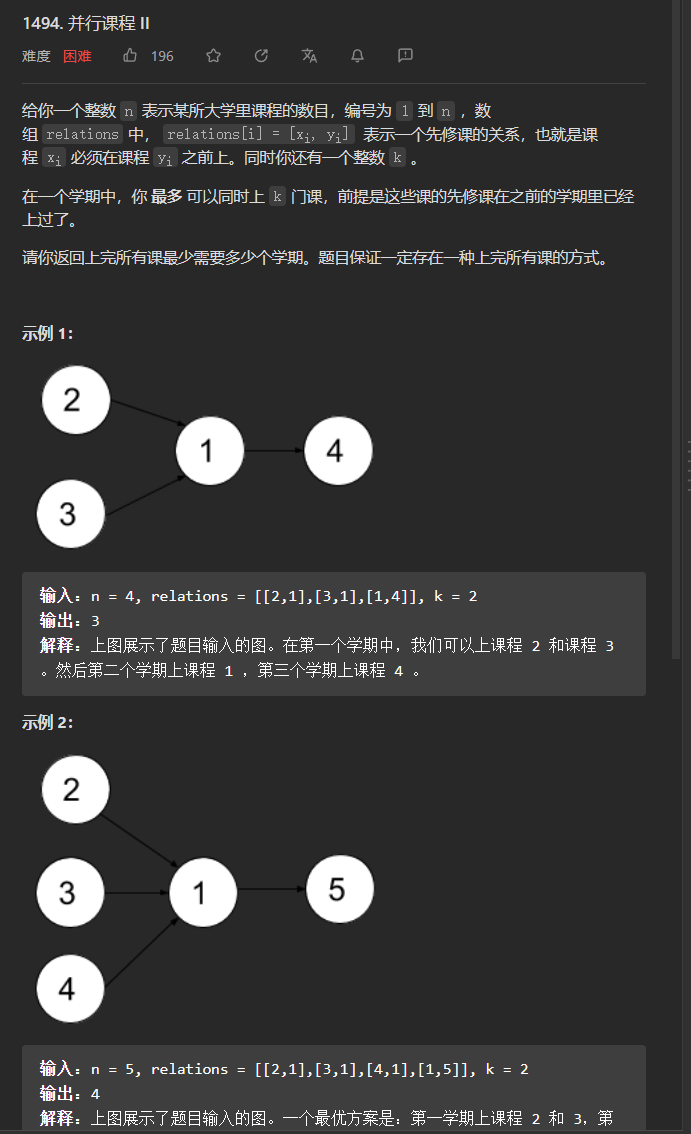 1494. 并行课程 II
难度 困难 196
给你一个整数 n 表示某所大学里课程的数目，编号为 1 到 n ，数
组 relations 中， relations[i] = [xi, yi] 表示一个先修课的关系，也就是课
程 xi 必须在课程 yi 之前上。同时你还有一个整数 k 。
在一个学期中，你 最多 可以同时上 k 门课，前提是这些课的先修课在之前的学期里已经
上过了。
请你返回上完所有课最少需要多少个学期。题目保证一定存在一种上完所有课的方式。
示例 1：
2
1
4
3
输入：n = 4, relations = [[2,1],[3,1],[1,4]], k = 2
输出：3
解释：上图展示了题目输入的图。在第一个学期中，我们可以上课程 2 和课程 3
。然后第二个学期上课程 1 ，第三个学期上课程 4 。
示例 2：
2
3
1
5
4
输入：n = 5, relations = [[2,1],[3,1],[4,1],[1,5]], k = 2
输出：4
解释：上图展示了题目输入的图。一个最优方案是：第一学期上课程 2 和 3，第